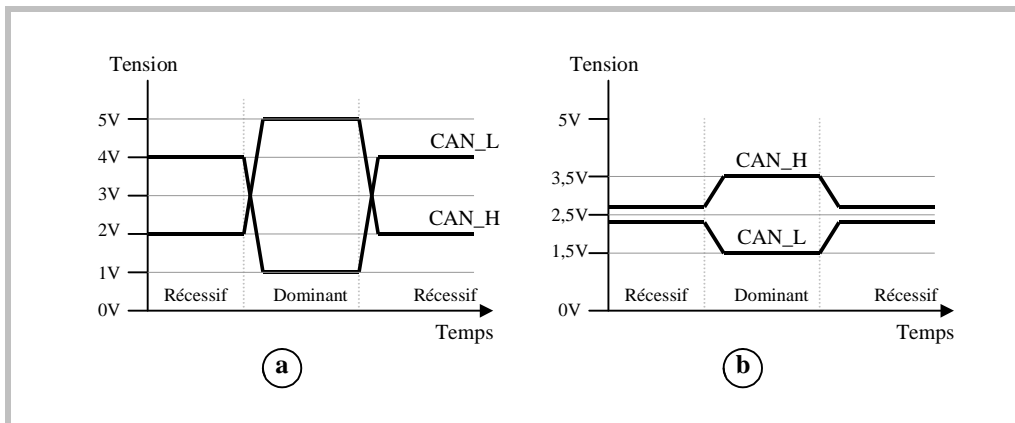 Tension
5V
4V
3V
2V
1V
0V
CAN_L
CAN_H
Récessif
Dominant
Récessif
Temps
a
Tension
5V
3,5V
2,5V
1,5V
0V
CAN_H
CAN_L
Récessif
Dominant
Récessif
Temps
b